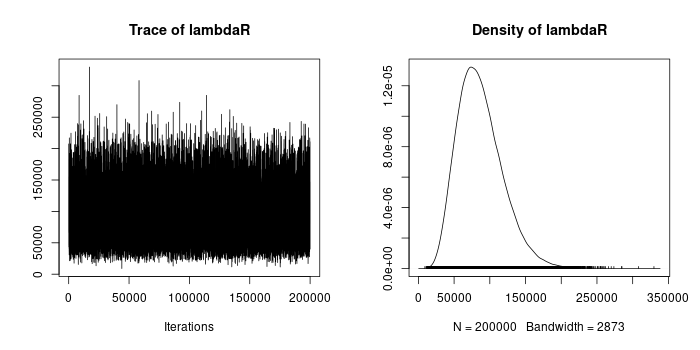 Trace of lambdaR
0 50000 150000 250000
0 50000 100000 150000 200000
Iterations
Density of lambdaR
0.0e+00 4.0e-06 8.0e-06 1.2e-05
0 50000 150000 250000 350000
N = 200000 Bandwidth = 2873